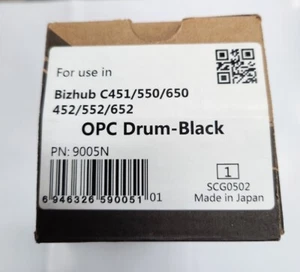 For use in
Bizhub C451/550/650
452/552/652
OPC Drum-Black
PN: 9005N
6 946326 590051 01
1
SCG0502
Made in Japan